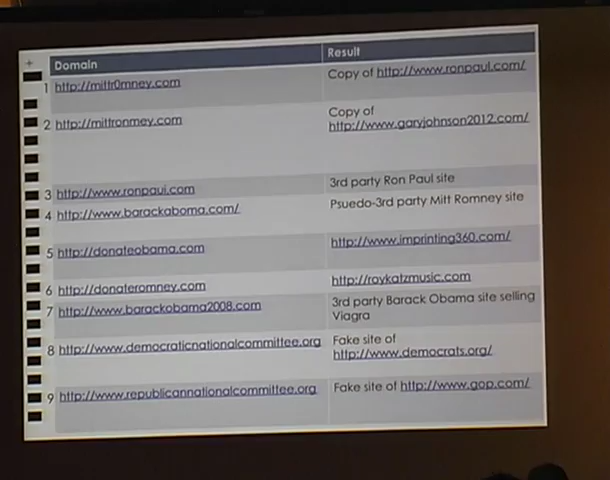 Domain Result
1 http://mittr0mney.com Copy of http://www.ronpaul.com/
2 http://mittronmey.com Copy of
http://www.garyjohnson2012.com/
3 http://www.ronpaui.com 3rd party Ron Paul site
4 http://www.barackaboma.com/ Psuedo-3rd party Mitt Romney site
5 http://donateobama.com http://www.imprinting360.com/
6 http://donateromney.com http://roykatzmusic.com
7 http://www.barackobama2008.com 3rd party Barack Obama site selling
Viagra
8 http://www.democraticnationalcommittee.org Fake site of
http://www.democrats.org/
9 http://www.republicannationalcommittee.org Fake site of http://www.gop.com/